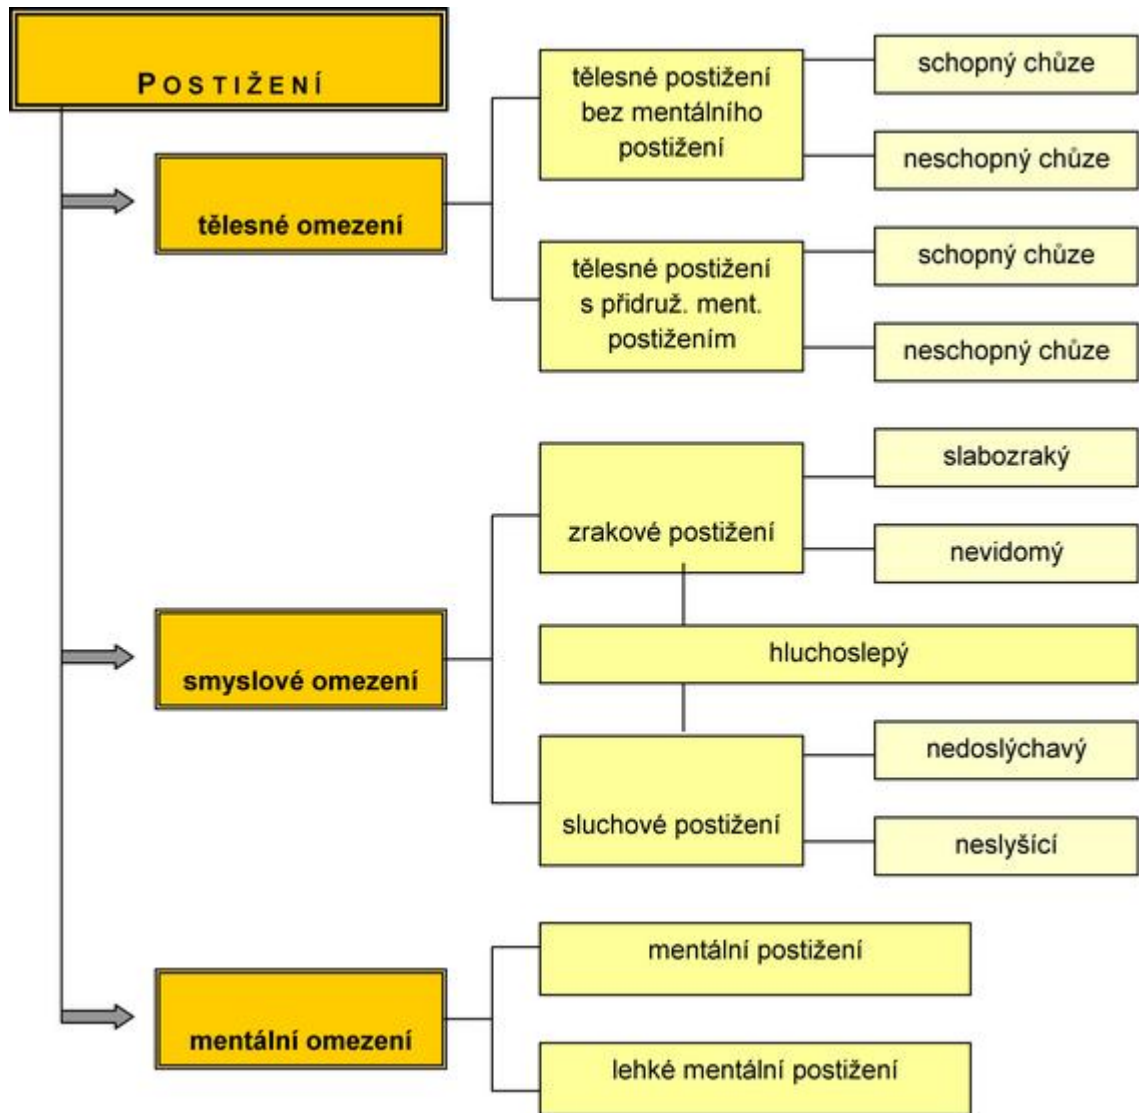 POSTIŽENÍ
tělesné omezení
tělesné postižení
bez mentálního
postižení
schopný chůze
neschopný chůze
tělesné postižení
s přidruž. ment.
postižením
schopný chůze
neschopný chůze
smyslové omezení
zrakové postižení
slabozraký
nevidomý
hluchoslepý
sluchové postižení
nedoslýchavý
neslyšící
mentální omezení
mentální postižení
lehké mentální postižení